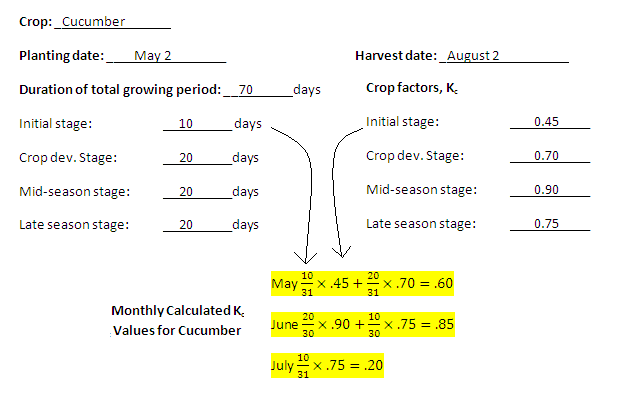 Crop: Cucumber
Planting date: May 2 Harvest date: August 2
Duration of total growing period: 70 days Crop factors, Kc
Initial stage: 10 days Initial stage: 0.45
Crop dev. Stage: 20 days Crop dev. Stage: 0.70
Mid-season stage: 20 days Mid-season stage: 0.90
Late season stage: 20 days Late season stage: 0.75
May 10/31 × .45 + 20/31 × .70 = .60
Monthly Calculated Kc
Values for Cucumber
June 20/30 × .90 + 10/30 × .75 = .85
July 10/31 × .75 = .20